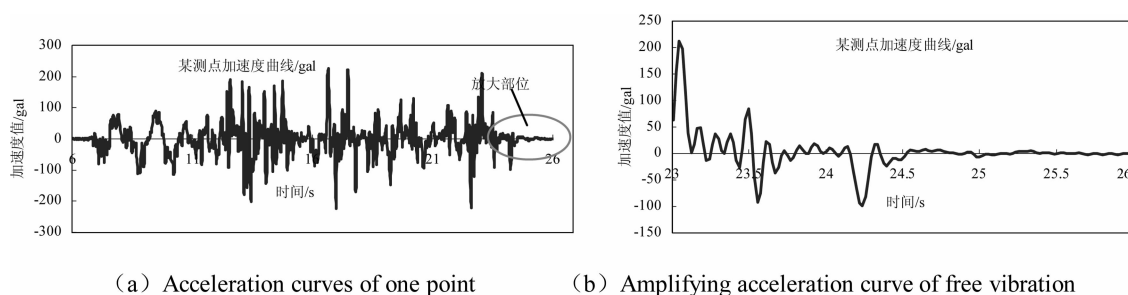 300
200
100
0
-100
-200
-300
加速度值/gal
某测点加速度曲线/gal
放大部位
6
21
26
时间/s
250
200
150
100
50
0
-50
-100
-150
加速度值/gal
某测点加速度曲线/gal
23
23.5
24
24.5
25
25.5
26
时间/s
（a）Acceleration curves of one point
（b）Amplifying acceleration curve of free vibration